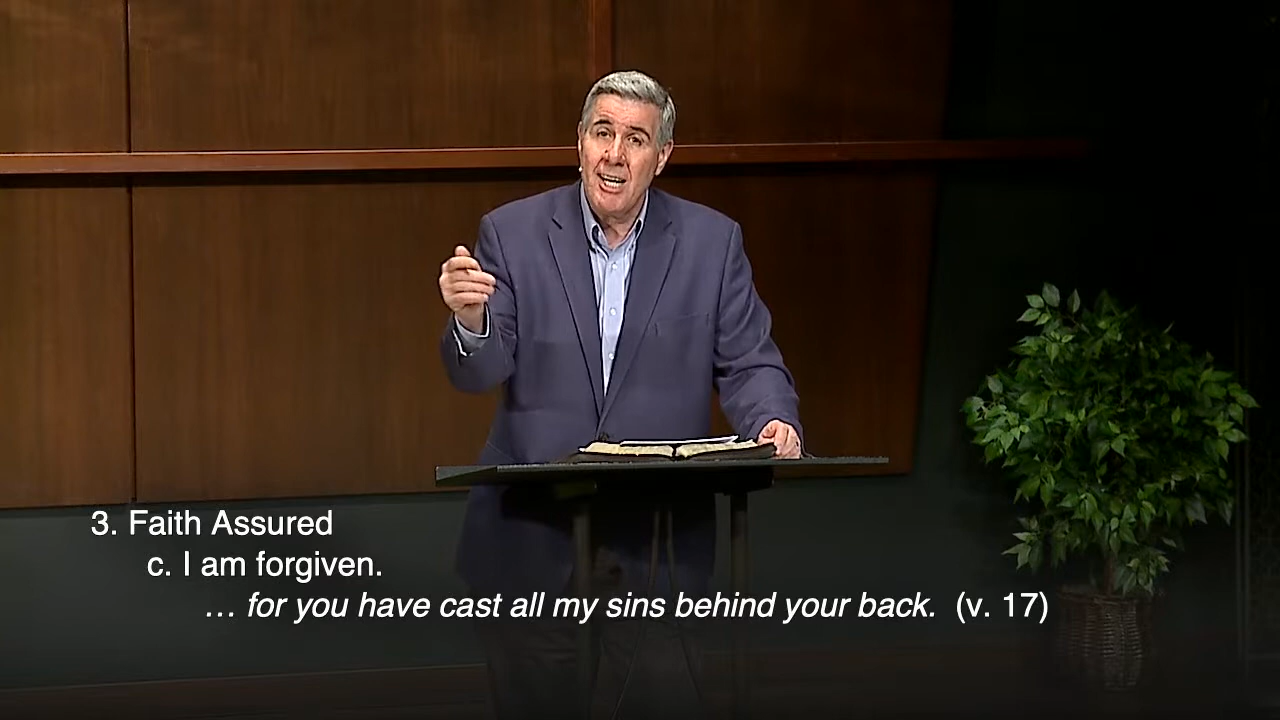 3. Faith Assured
c. I am forgiven.
… for you have cast all my sins behind your back. (v. 17)